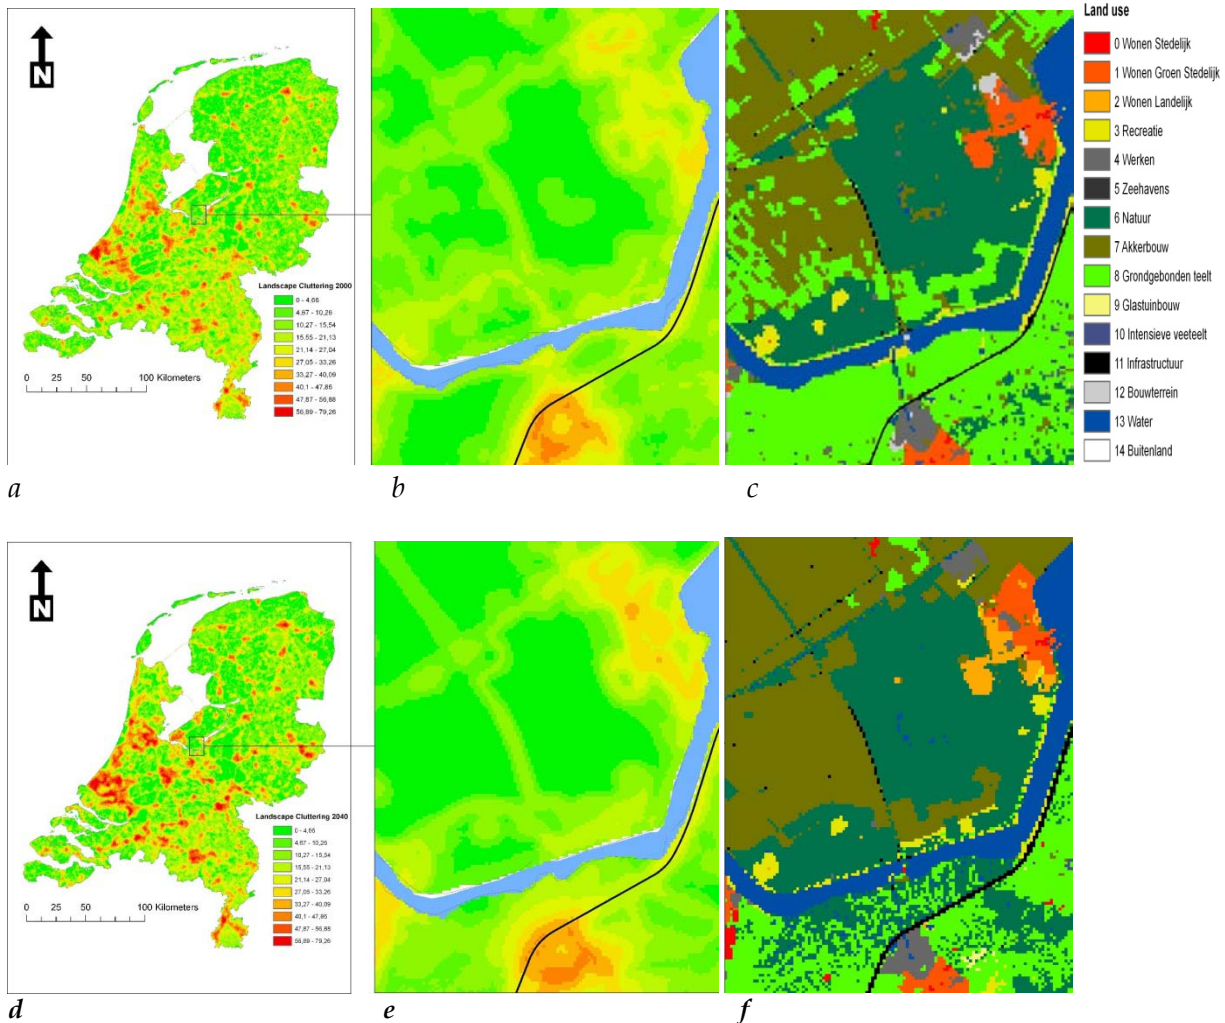 N
Landscape Cluttering 2000
0 - 4,66
4,67 - 10,26
10,27 - 15,54
15,55 - 21,13
21,14 - 27,04
27,05 - 33,26
33,27 - 40,09
40,1 - 47,86
47,87 - 56,88
56,89 - 79,26
0 25 50 100 Kilometers
Land use
0 Wonen Stedelijk
1 Wonen Groen Stedelijk
2 Wonen Landelijk
3 Recreatie
4 Werken
5 Zeehavens
6 Natuur
7 Akkerbouw
8 Grondgebonden teelt
9 Glastuinbouw
10 Intensieve veeteelt
11 Infrastructuur
12 Bouwterrein
13 Water
14 Buitenland
a
b
c
N
Landscape Cluttering 2040
0 - 4,66
4,67 - 10,26
10,27 - 15,54
15,55 - 21,13
21,14 - 27,04
27,05 - 33,26
33,27 - 40,09
40,1 - 47,86
47,87 - 56,88
56,89 - 79,26
0 25 50 100 Kilometers
d
e
f